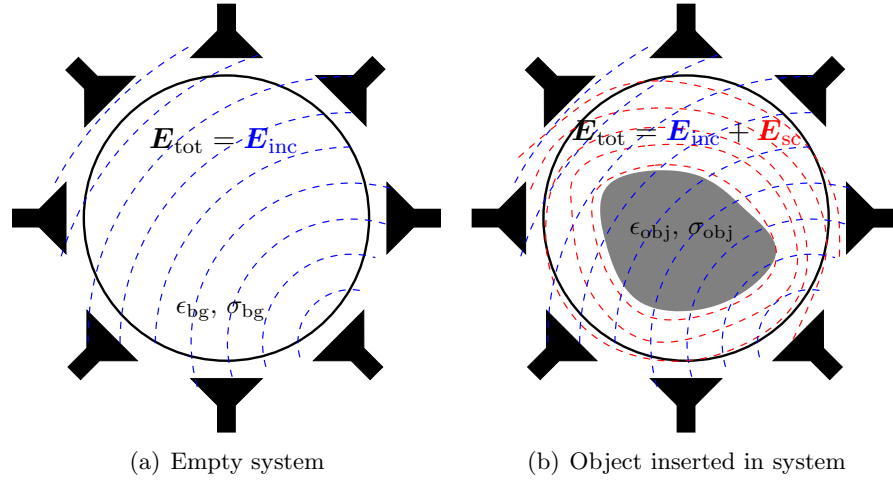 E_tot = E_inc
ϵ_bg, σ_bg
(a) Empty system
E_tot = E_inc + E_sc
ϵ_obj, σ_obj
(b) Object inserted in system